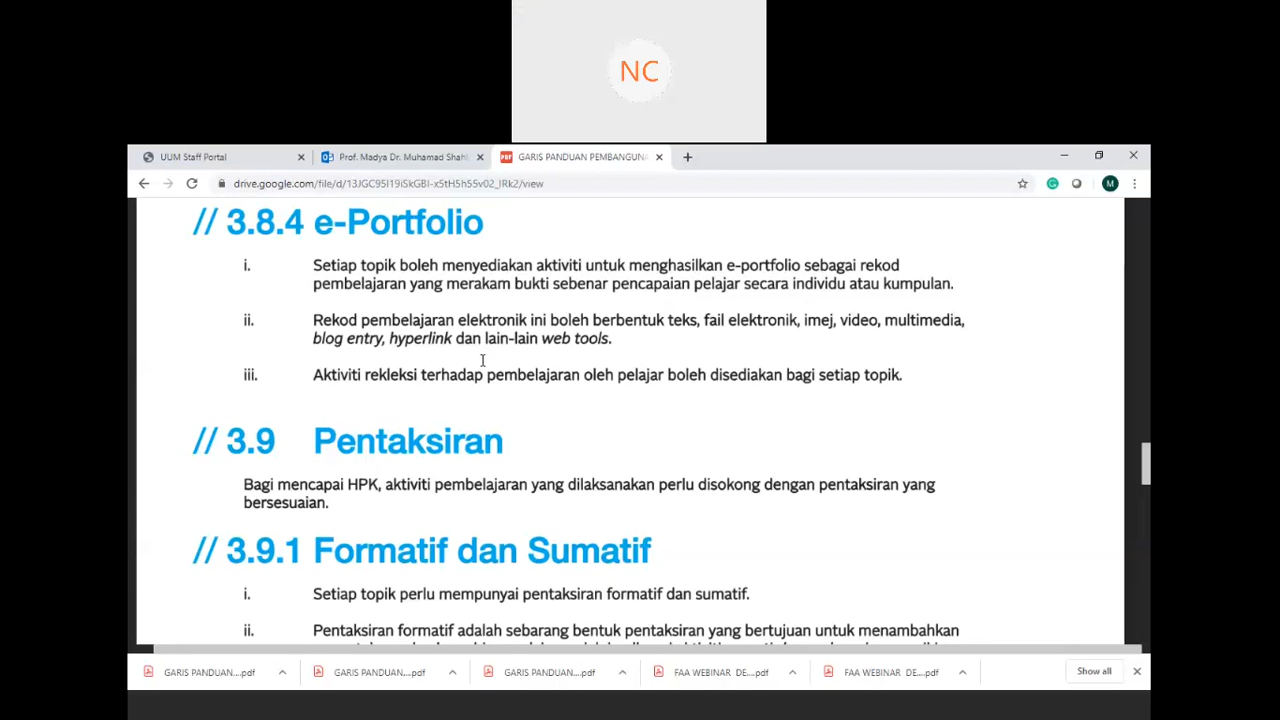 NC
UUM Staff Portal
Prof. Madya Dr. Muhamad Shahb
GARIS PANDUAN PEMBANGUNA
drive.google.com/file/d/13JGC95I19iSkGBI-x5tH5h55v02_IRk2/view
M
// 3.8.4 e-Portfolio
i. Setiap topik boleh menyediakan aktiviti untuk menghasilkan e-portfolio sebagai rekod
pembelajaran yang merakam bukti sebenar pencapaian pelajar secara individu atau kumpulan.
ii. Rekod pembelajaran elektronik ini boleh berbentuk teks, fail elektronik, imej, video, multimedia,
blog entry, hyperlink dan lain-lain web tools.
iii. Aktiviti rekleksi terhadap pembelajaran oleh pelajar boleh disediakan bagi setiap topik.
// 3.9 Pentaksiran
Bagi mencapai HPK, aktiviti pembelajaran yang dilaksanakan perlu disokong dengan pentaksiran yang
bersesuaian.
// 3.9.1 Formatif dan Sumatif
i. Setiap topik perlu mempunyai pentaksiran formatif dan sumatif.
ii. Pentaksiran formatif adalah sebarang bentuk pentaksiran yang bertujuan untuk menambahkan
GARIS PANDUAN....pdf
GARIS PANDUAN....pdf
GARIS PANDUAN....pdf
FAA WEBINAR DE....pdf
FAA WEBINAR DE....pdf
Show all